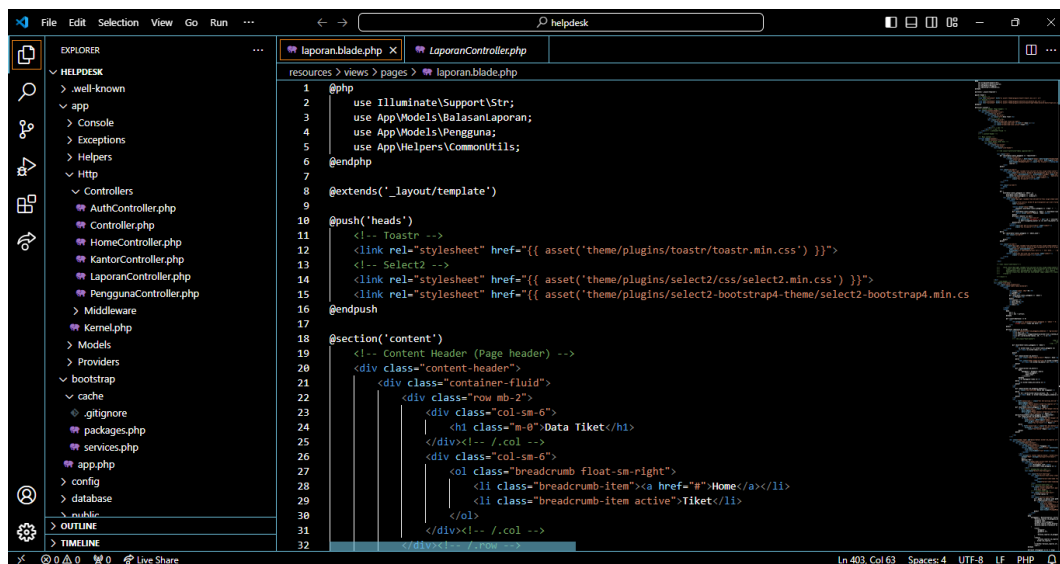 File Edit Selection View Go Run ···
helpdesk
EXPLORER ···
HELPDESK
.well-known
app
Console
Exceptions
Helpers
Http
Controllers
AuthController.php
Controller.php
HomeController.php
KantorController.php
LaporanController.php
PenggunaController.php
Middleware
Kernel.php
Models
Providers
bootstrap
cache
.gitignore
packages.php
services.php
app.php
config
database
public
OUTLINE
TIMELINE
laporan.blade.php LaporanController.php
resources > views > pages > laporan.blade.php
1 @php
2 use Illuminate\Support\Str;
3 use App\Models\BalasanLaporan;
4 use App\Models\Pengguna;
5 use App\Helpers\CommonUtils;
6 @endphp
7
8 @extends('_layout/template')
9
10 @push('heads')
11 <!-- Toastr -->
12 <link rel="stylesheet" href="{{ asset('theme/plugins/toastr/toastr.min.css') }}">
13 <!-- Select2 -->
14 <link rel="stylesheet" href="{{ asset('theme/plugins/select2/css/select2.min.css') }}">
15 <link rel="stylesheet" href="{{ asset('theme/plugins/select2-bootstrap4-theme/select2-bootstrap4.min.cs
16 @endpush
17
18 @section('content')
19 <!-- Content Header (Page header) -->
20 <div class="content-header">
21 <div class="container-fluid">
22 <div class="row mb-2">
23 <div class="col-sm-6">
24 <h1 class="m-0">Data Tiket</h1>
25 </div><!-- /.col -->
26 <div class="col-sm-6">
27 <ol class="breadcrumb float-sm-right">
28 <li class="breadcrumb-item"><a href="#">Home</a></li>
29 <li class="breadcrumb-item active">Tiket</li>
30 </ol>
31 </div><!-- /.col -->
32 </div><!-- /.row -->
0 0 0 Live Share Ln 403, Col 63 Spaces: 4 UTF-8 LF PHP